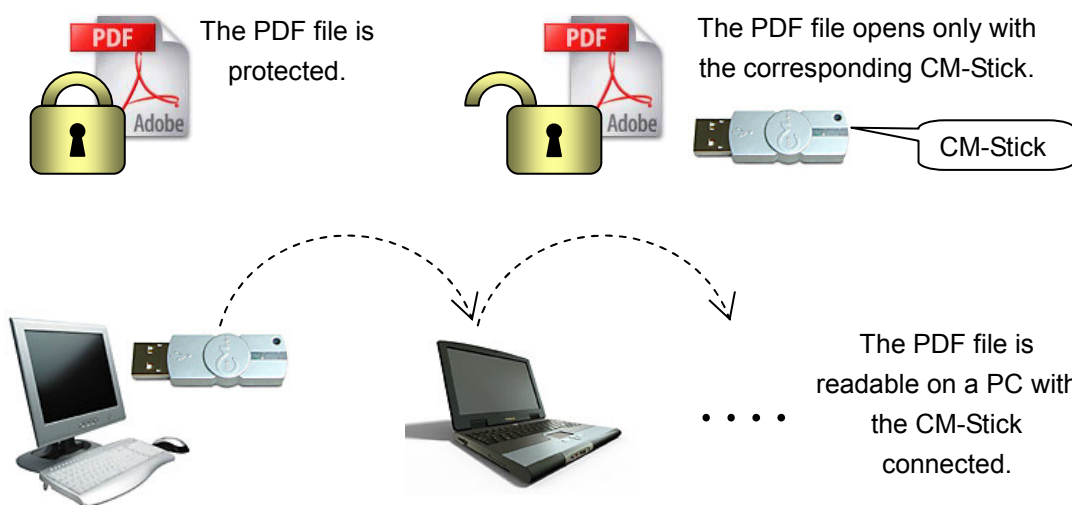 PDF
Adobe
The PDF file is
protected.
PDF
Adobe
The PDF file opens only with
the corresponding CM-Stick.
CM-Stick
The PDF file is
readable on a PC with
the CM-Stick
connected.